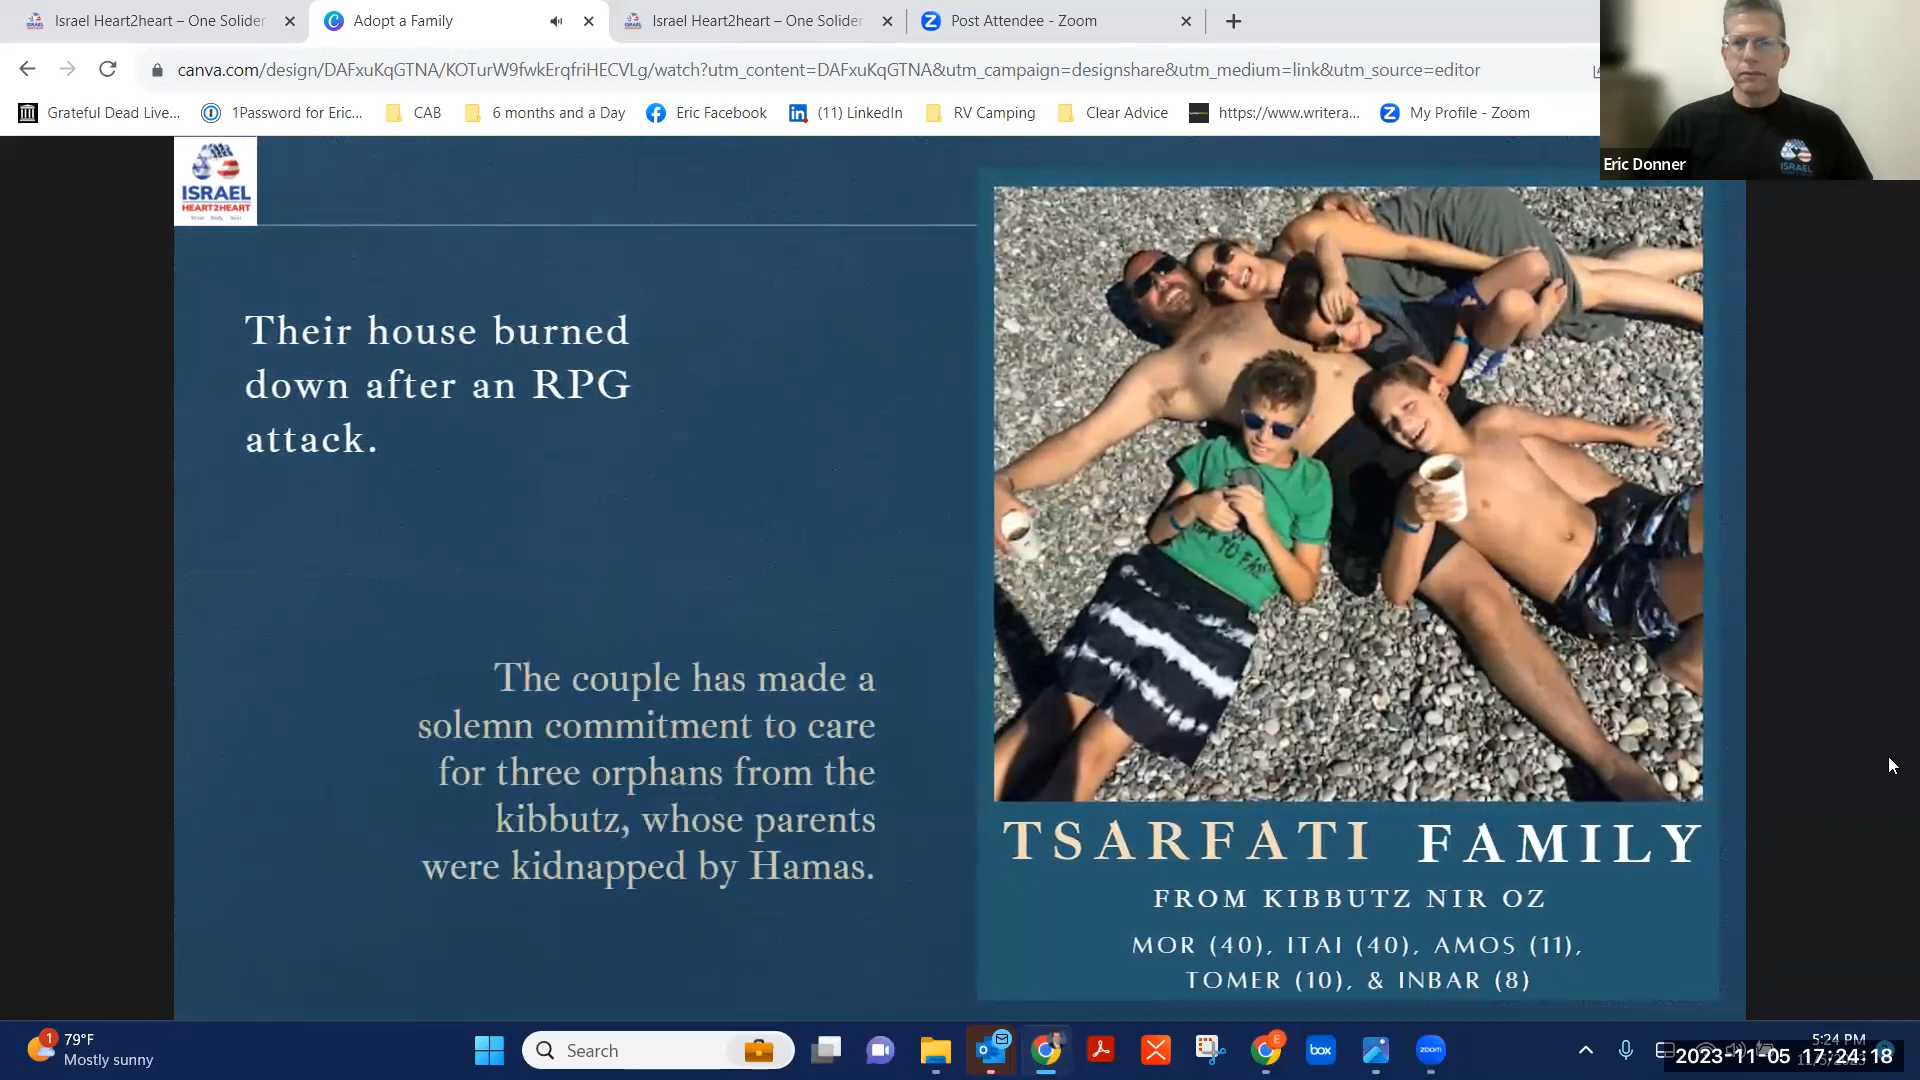 Israel Heart2heart – One Solider
Adopt a Family
Israel Heart2heart – One Solider
Post Attendee - Zoom
canva.com/design/DAFxuKqGTNA/KOTurW9fwkErqfriHECVLg/watch?utm_content=DAFxuKqGTNA&utm_campaign=designshare&utm_medium=link&utm_source=editor
Grateful Dead Live...
1Password for Eric...
CAB
6 months and a Day
Eric Facebook
(11) LinkedIn
RV Camping
Clear Advice
https://www.writera...
My Profile - Zoom
Eric Donner
ISRAEL
ISRAEL
HEART2HEART
Their house burned
down after an RPG
attack.
The couple has made a
solemn commitment to care
for three orphans from the
kibbutz, whose parents
were kidnapped by Hamas.
TSARFATI FAMILY
FROM KIBBUTZ NIR OZ
MOR (40), ITAI (40), AMOS (11),
TOMER (10), & INBAR (8)
1
79°F
Mostly sunny
Search
E
box
zoom
5:24 PM
2023-11-05 17:24:18